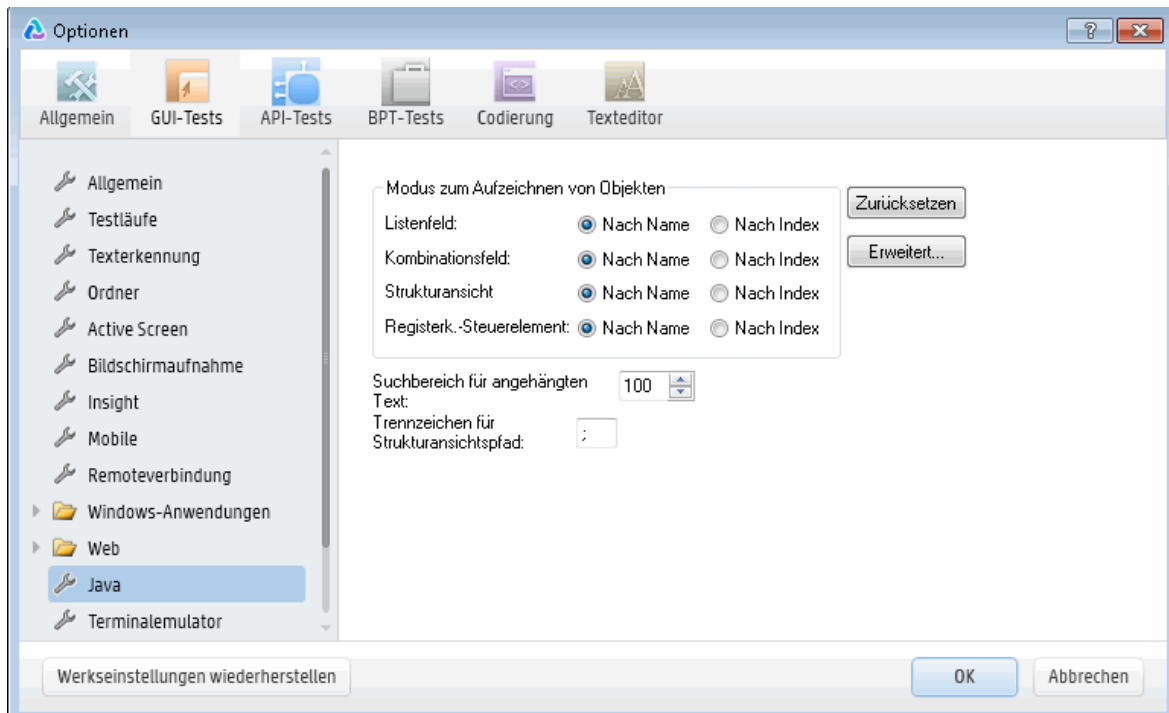 Optionen
Allgemein GUI-Tests API-Tests BPT-Tests Codierung Texteditor
Allgemein
Testläufe
Texterkennung
Ordner
Active Screen
Bildschirmaufnahme
Insight
Mobile
Remoteverbindung
Windows-Anwendungen
Web
Java
Terminalemulator
Modus zum Aufzeichnen von Objekten
Listenfeld: Nach Name Nach Index
Kombinationsfeld: Nach Name Nach Index
Strukturansicht Nach Name Nach Index
Registerk.-Steuerelement: Nach Name Nach Index
Zurücksetzen
Erweitert...
Suchbereich für angehängten
Text:
100
Trennzeichen für
Strukturansichtspfad:
;
Werkseinstellungen wiederherstellen
OK
Abbrechen